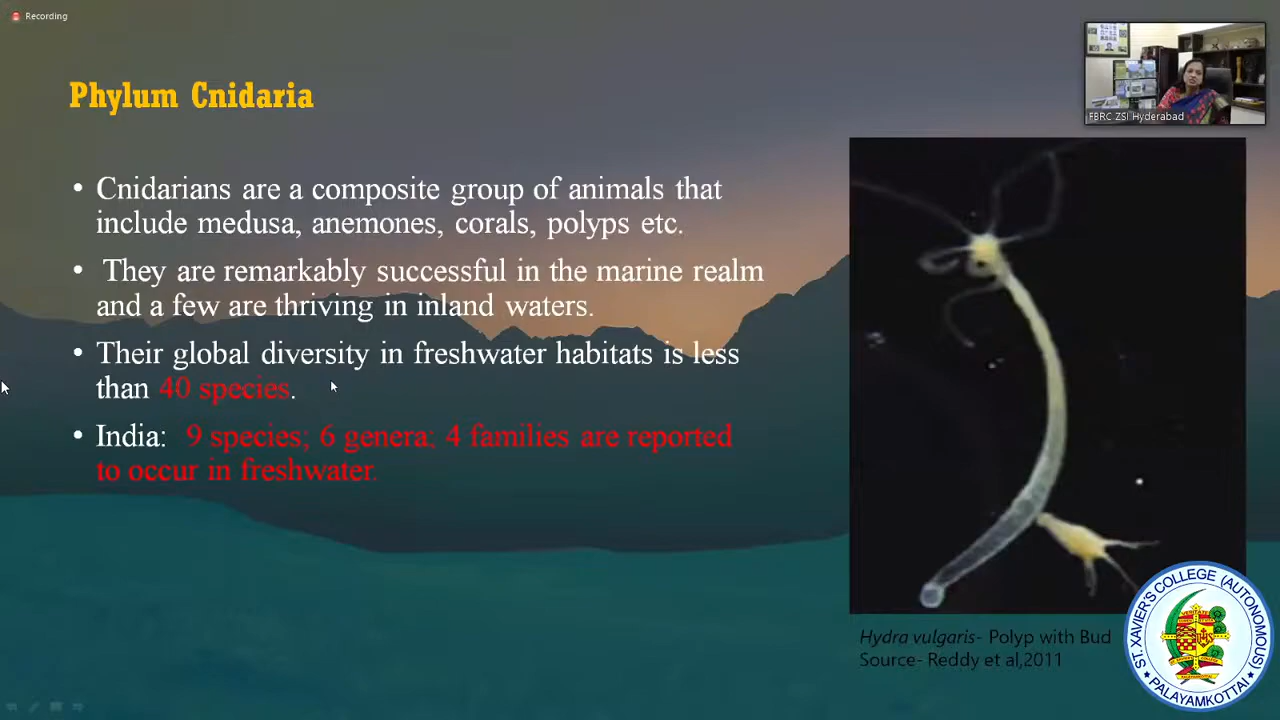 Recording
FBRC ZSI Hyderabad
Phylum Cnidaria
• Cnidarians are a composite group of animals that
include medusa, anemones, corals, polyps etc.
• They are remarkably successful in the marine realm
and a few are thriving in inland waters.
• Their global diversity in freshwater habitats is less
than 40 species.
• India: 9 species; 6 genera; 4 families are reported
to occur in freshwater.
Hydra vulgaris- Polyp with Bud
Source- Reddy et al,2011
ST. XAVIER'S COLLEGE (AUTONOMOUS)
PALAYAMKOTTAI